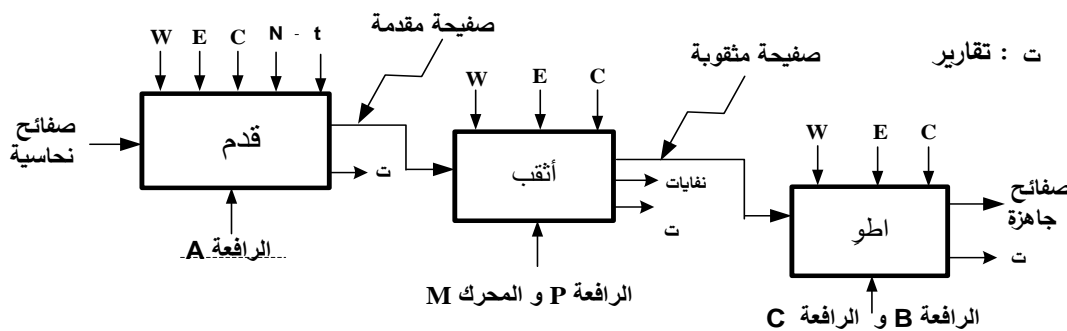 صفيحة مقدمة
W E C N - t
صفيحة مثقوبة
ت : تقارير
W E C
صفائح
نحاسية
قدم
ت
W E C
أثقب
نفايات
ت
صفائح
جاهزة
اطو
ت
الرافعة A
الرافعة P و المحرك M
الرافعة B و الرافعة C